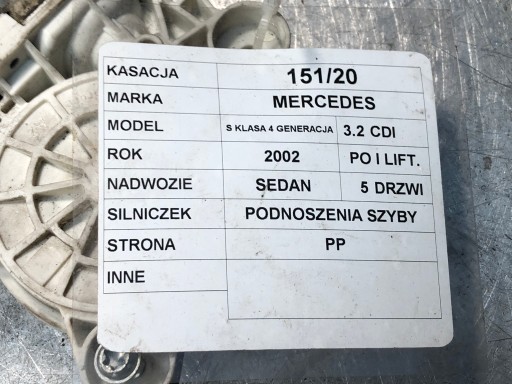 KASACJA 151/20
MARKA MERCEDES
MODEL S KLASA 4 GENERACJA 3.2 CDI
ROK 2002 PO I LIFT.
NADWOZIE SEDAN 5 DRZWI
SILNICZEK PODNOSZENIA SZYBY
STRONA PP
INNE